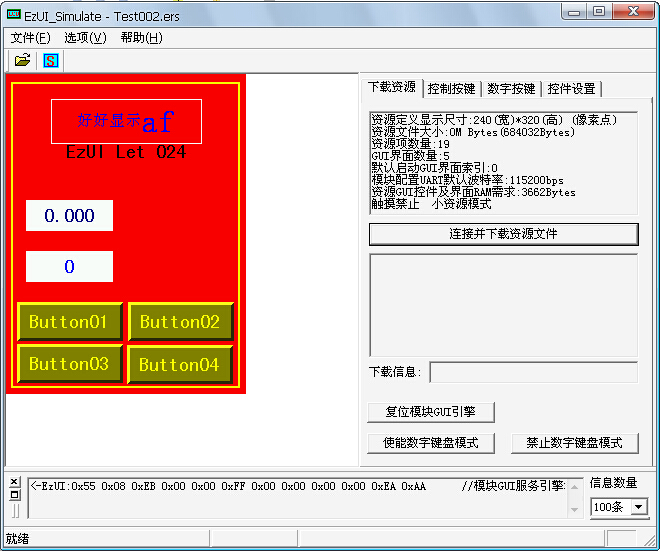 EzUI_Simulate - Test002.ers
文件(F) 选项(V) 帮助(H)
好好显示af
EzUI Let 024
0.000
0
Button01 Button02
Button03 Button04
下载资源 控制按键 数字按键 控件设置
资源定义显示尺寸:240(宽)*320(高) (像素点)
资源文件大小:0M Bytes(684032Bytes)
资源项数量:19
GUI界面数量:5
默认启动GUI界面索引:0
模块配置UART默认波特率:115200bps
资源GUI控件及界面RAM需求:3662Bytes
触摸禁止 小资源模式
连接并下载资源文件
下载信息:
复位模块GUI引擎
使能数字键盘模式 禁止数字键盘模式
<-EzUI:0x55 0x08 0xEB 0x00 0x00 0xFF 0x00 0x00 0x00 0x00 0xEA 0xAA //模块GUI服务引擎
信息数量
100条
就绪